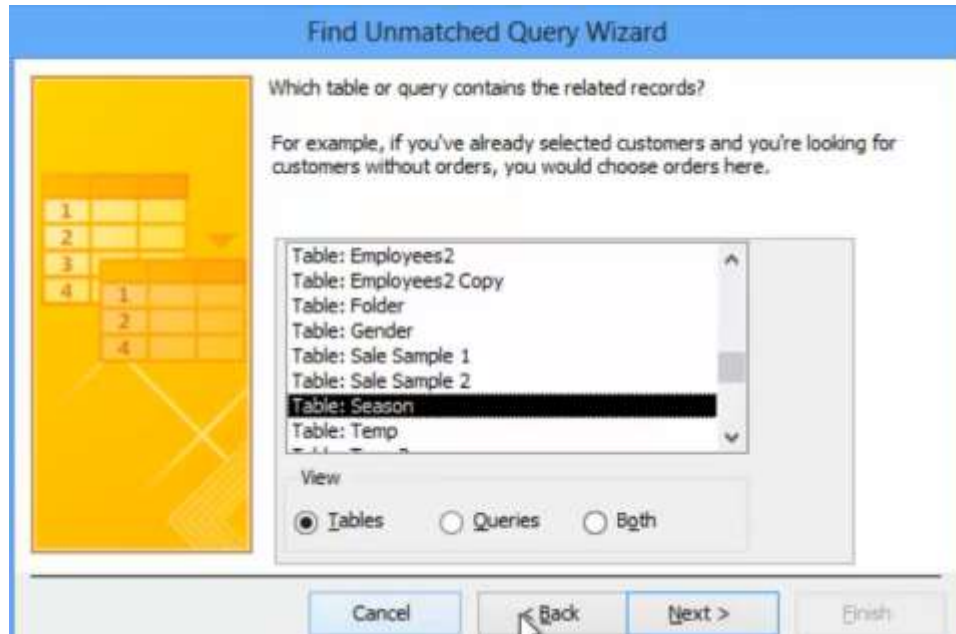 Find Unmatched Query Wizard
Which table or query contains the related records?
For example, if you've already selected customers and you're looking for
customers without orders, you would choose orders here.
1
2
3
4
1
2
4
Table: Employees2
Table: Employees2 Copy
Table: Folder
Table: Gender
Table: Sale Sample 1
Table: Sale Sample 2
Table: Season
Table: Temp
View
Tables
Queries
Both
Cancel
< Back
Next >
Finish